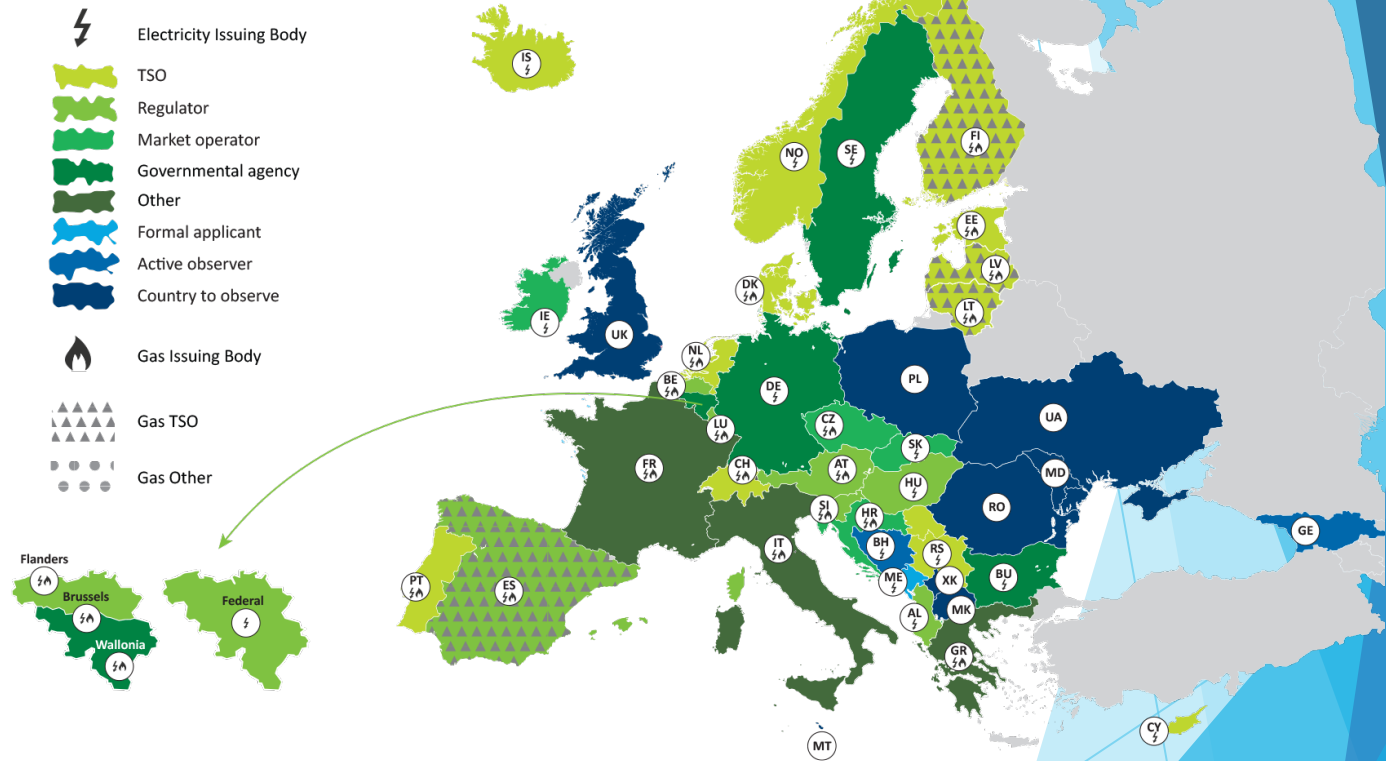 Electricity Issuing Body
TSO
Regulator
Market operator
Governmental agency
Other
Formal applicant
Active observer
Country to observe
Gas Issuing Body
Gas TSO
Gas Other
Flanders
Brussels
Wallonia
Federal
IS
NO
SE
FI
EE
LV
LT
DK
IE
UK
NL
BE
DE
PL
LU
CZ
UA
FR
CH
AT
SK
MD
HU
SI
HR
RO
IT
BH
RS
GE
PT
ES
ME
XK
BU
AL
MK
GR
CY
MT